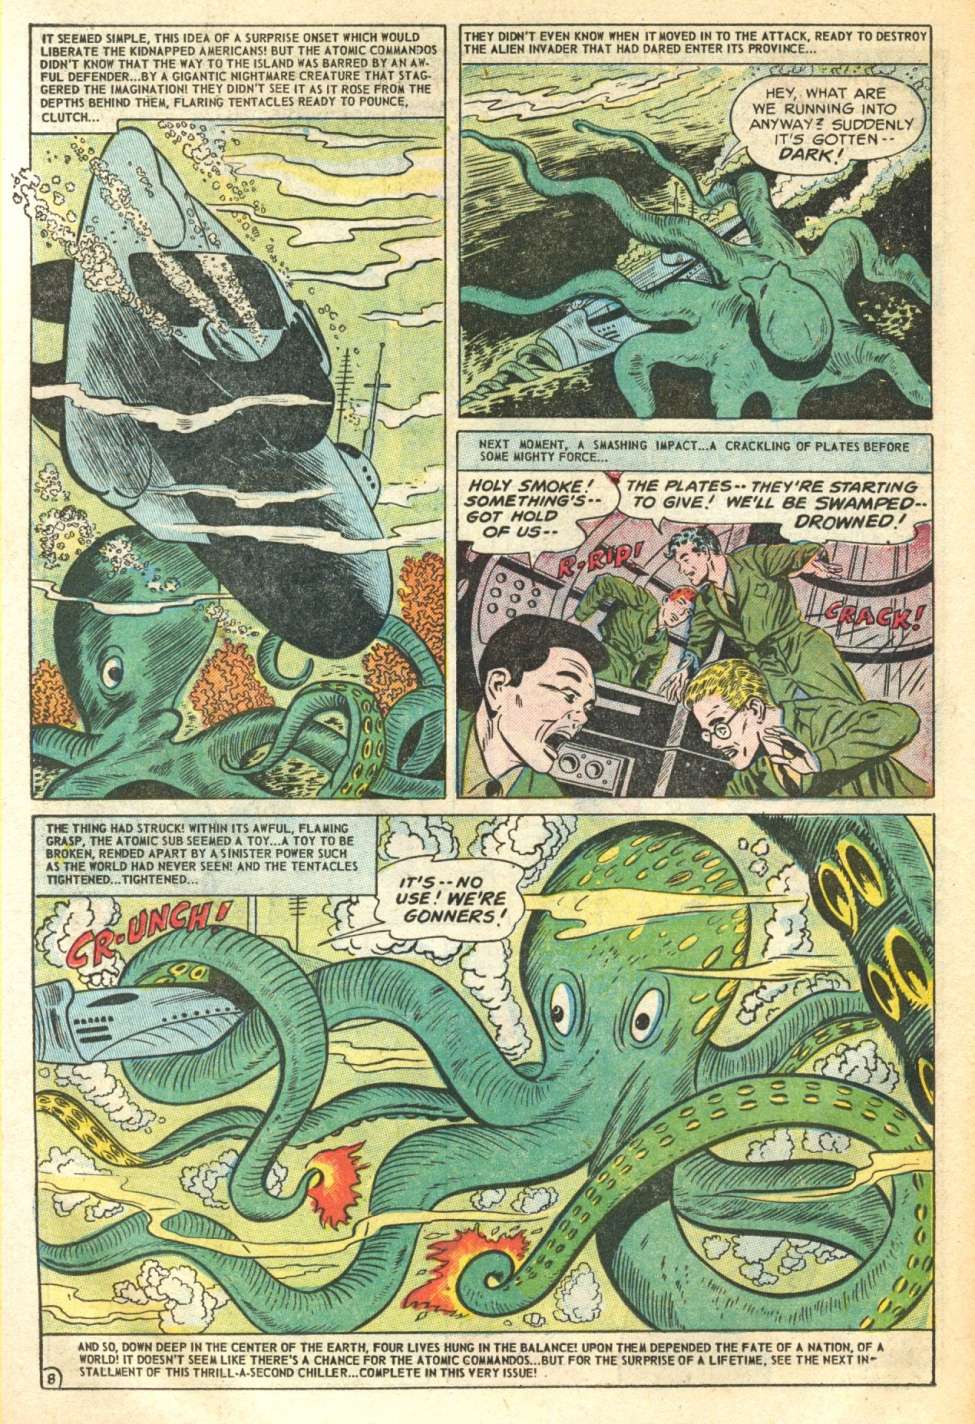 IT SEEMED SIMPLE, THIS IDEA OF A SURPRISE ONSET WHICH WOULD
LIBERATE THE KIDNAPPED AMERICANS! BUT THE ATOMIC COMMANDOS
DIDN'T KNOW THAT THE WAY TO THE ISLAND WAS BARRED BY AN AW-
FUL DEFENDER...BY A GIGANTIC NIGHTMARE CREATURE THAT STAG-
GERED THE IMAGINATION! THEY DIDN'T SEE IT AS IT ROSE FROM THE
DEPTHS BEHIND THEM, FLARING TENTACLES READY TO POUNCE,
CLUTCH...
THEY DIDN'T EVEN KNOW WHEN IT MOVED IN TO THE ATTACK, READY TO DESTROY
THE ALIEN INVADER THAT HAD DARED ENTER ITS PROVINCE...
HEY, WHAT ARE
WE RUNNING INTO
ANYWAY? SUDDENLY
IT'S GOTTEN--
DARK!
NEXT MOMENT, A SMASHING IMPACT...A CRACKLING OF PLATES BEFORE
SOME MIGHTY FORCE...
HOLY SMOKE!
SOMETHING'S--
GOT HOLD
OF US--
THE PLATES--THEY'RE STARTING
TO GIVE! WE'LL BE SWAMPED--
DROWNED!
R-RIP!
CRACK!
THE THING HAD STRUCK! WITHIN ITS AWFUL, FLAMING
GRASP, THE ATOMIC SUB SEEMED A TOY...A TOY TO BE
BROKEN, RENDED APART BY A SINISTER POWER SUCH
AS THE WORLD HAD NEVER SEEN! AND THE TENTACLES
TIGHTENED...TIGHTENED...
IT'S--NO
USE! WE'RE
GONNERS!
CR-UNCH!
AND SO, DOWN DEEP IN THE CENTER OF THE EARTH, FOUR LIVES HUNG IN THE BALANCE! UPON THEM DEPENDED THE FATE OF A NATION, OF A
WORLD! IT DOESN'T SEEM LIKE THERE'S A CHANCE FOR THE ATOMIC COMMANDOS...BUT FOR THE SURPRISE OF A LIFETIME, SEE THE NEXT IN-
STALLMENT OF THIS THRILL-A-SECOND CHILLER...COMPLETE IN THIS VERY ISSUE!
8